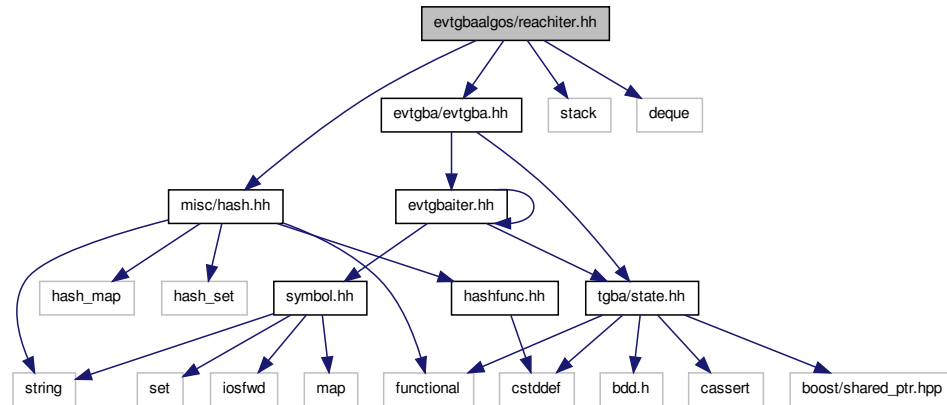 evtgbaalgos/reachiter.hh
evtgba/evtgba.hh
stack
deque
misc/hash.hh
evtgbaiter.hh
hash_map
hash_set
symbol.hh
hashfunc.hh
tgba/state.hh
string
set
iosfwd
map
functional
cstddef
bdd.h
cassert
boost/shared_ptr.hpp